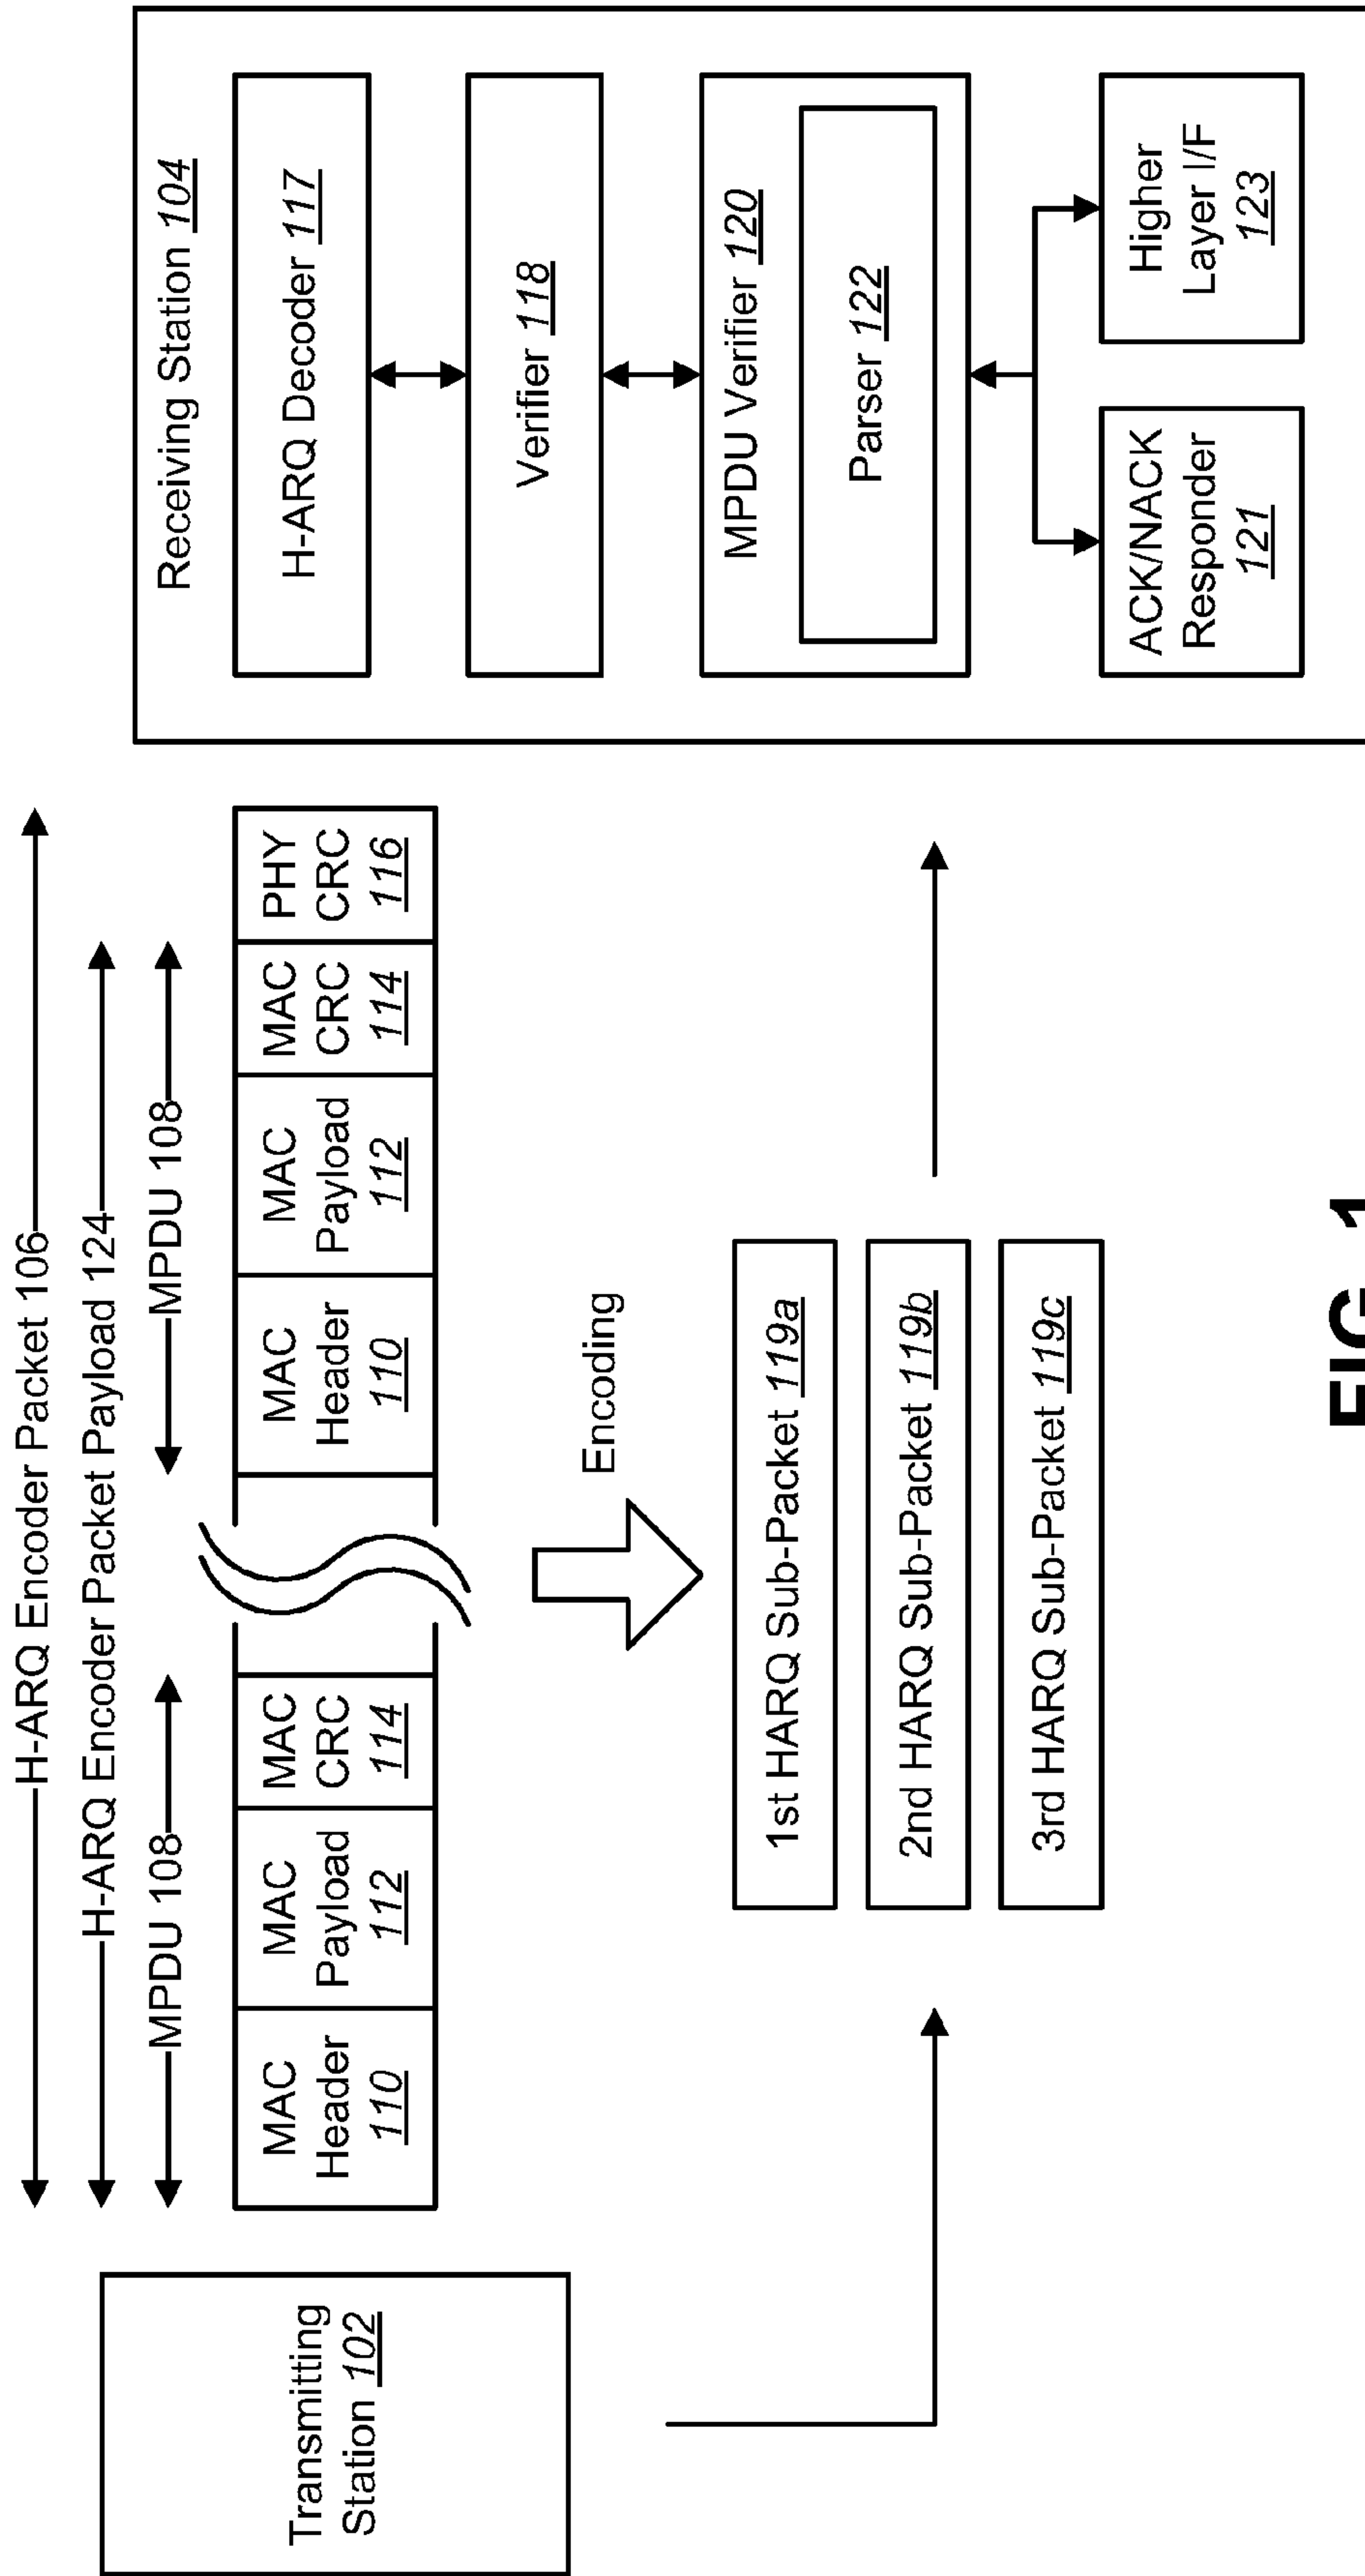 H-ARQ Encoder Packet 106
H-ARQ Encoder Packet Payload 124
MPDU 108
MPDU 108
Transmitting
Station 102
MAC
Header
110
MAC
Payload
112
MAC
CRC
114
MAC
Header
110
MAC
Payload
112
MAC
CRC
114
PHY
CRC
116
Encoding
1st HARQ Sub-Packet 119a
2nd HARQ Sub-Packet 119b
3rd HARQ Sub-Packet 119c
Receiving Station 104
H-ARQ Decoder 117
Verifier 118
MPDU Verifier 120
Parser 122
ACK/NACK
Responder
121
Higher
Layer I/F
123
FIG. 1